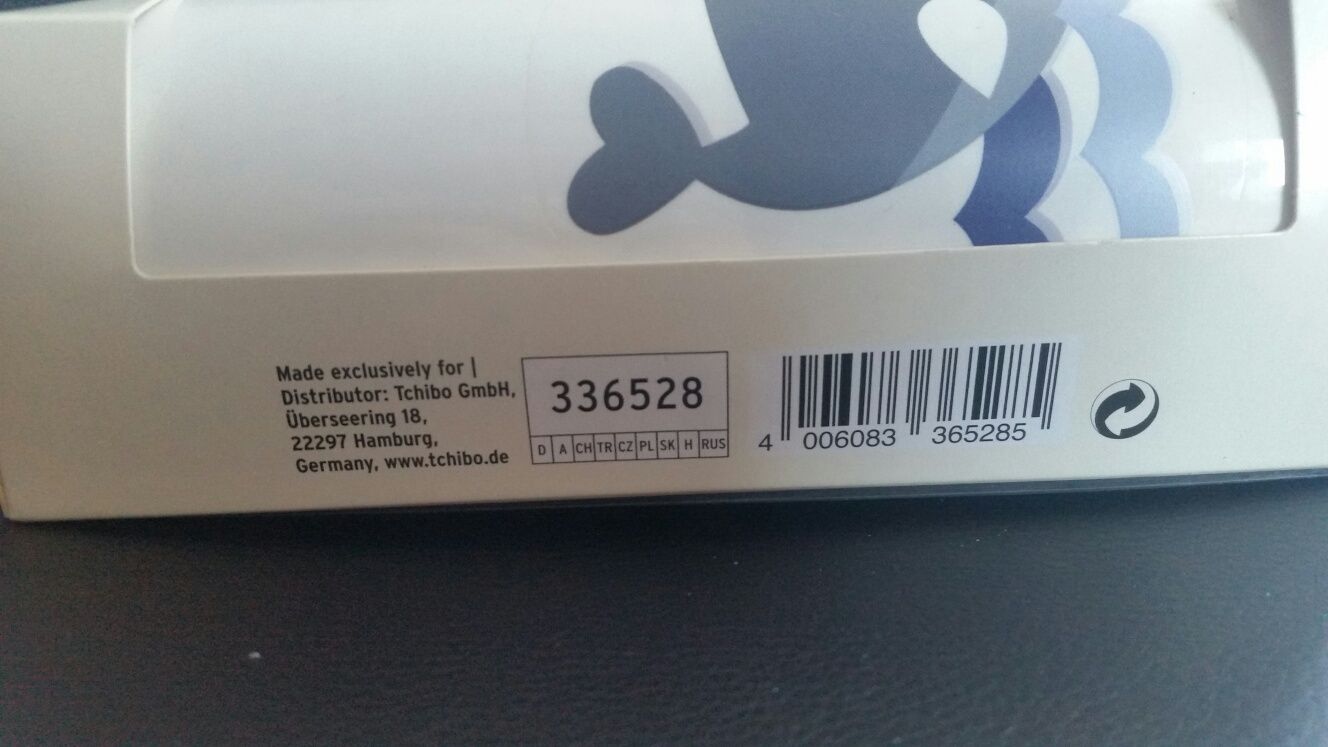 Made exclusively for |
Distributor: Tchibo GmbH,
Überseering 18,
22297 Hamburg,
Germany, www.tchibo.de
336528
D A CH TR CZ PL SK H RUS
4 006083 365285